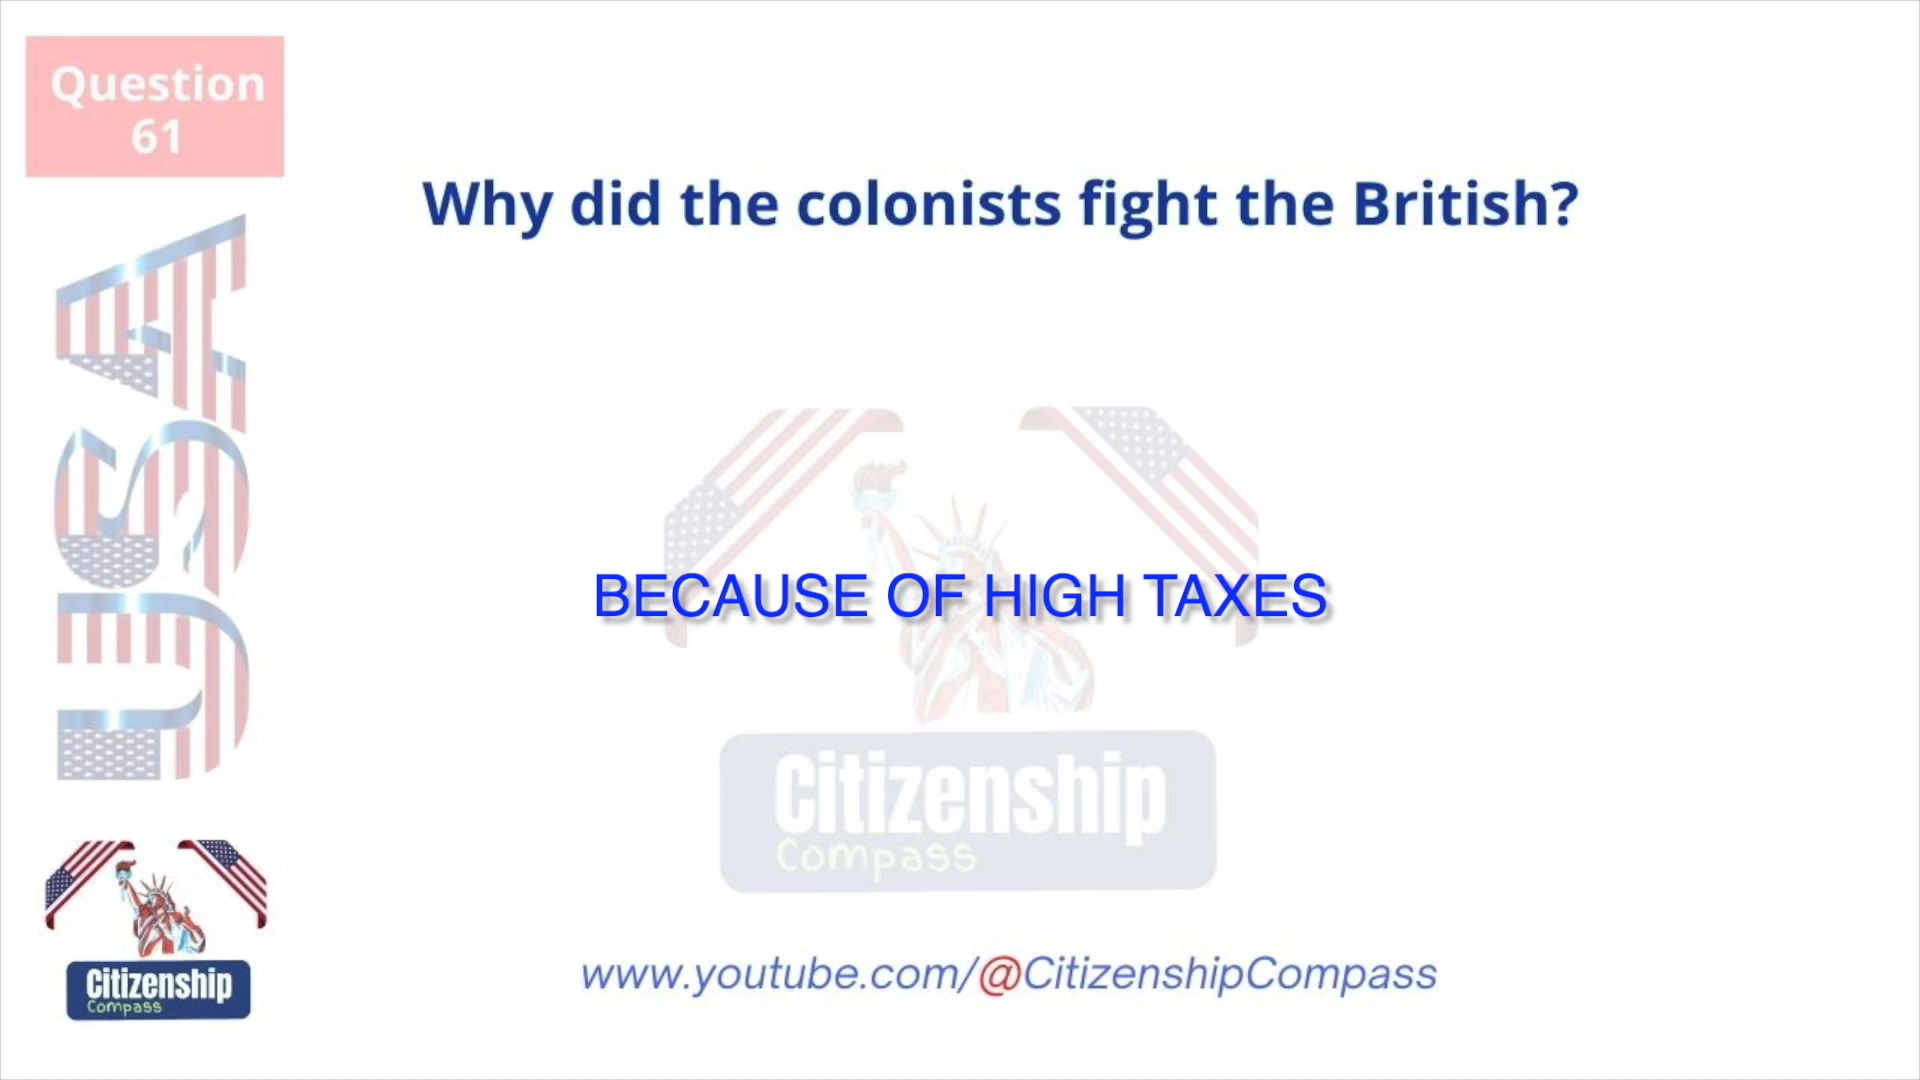 Question
61
Why did the colonists fight the British?
BECAUSE OF HIGH TAXES
Citizenship
Compass
Citizenship
Compass
www.youtube.com/@CitizenshipCompass
USA